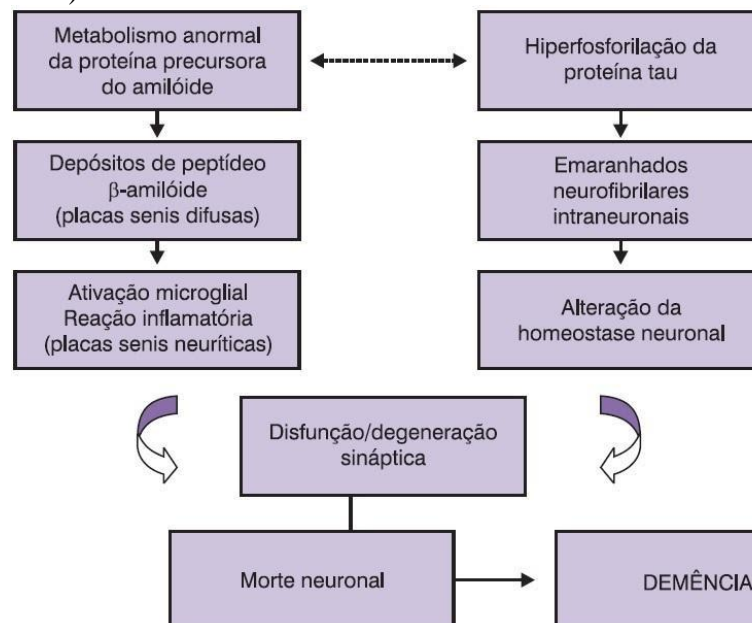 Metabolismo anormal
da proteína precursora
do amilóide
Hiperfosforilação da
proteína tau
Depósitos de peptídeo
β-amilóide
(placas senis difusas)
Emaranhados
neurofibrilares
intraneuronais
Ativação microglial
Reação inflamatória
(placas senis neuríticas)
Alteração da
homeostase neuronal
Disfunção/degeneração
sináptica
Morte neuronal
DEMÊNCIA